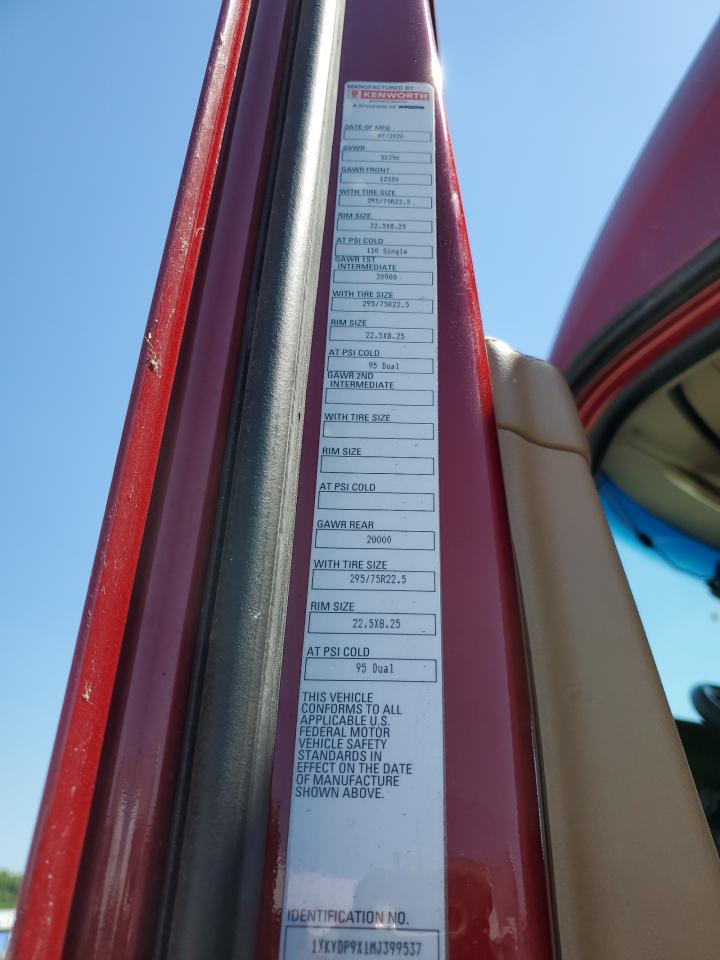 MANUFACTURED BY
KENWORTH
A DIVISION OF PACCAR
DATE OF MFG
07/2020
GVWR
52350
GAWR FRONT
12350
WITH TIRE SIZE
295/75R22.5
RIM SIZE
22.5X8.25
AT PSI COLD
110 Single
GAWR 1ST
INTERMEDIATE
20000
WITH TIRE SIZE
295/75R22.5
RIM SIZE
22.5X8.25
AT PSI COLD
95 Dual
GAWR 2ND
INTERMEDIATE
WITH TIRE SIZE
RIM SIZE
AT PSI COLD
GAWR REAR
20000
WITH TIRE SIZE
295/75R22.5
RIM SIZE
22.5X8.25
AT PSI COLD
95 Dual
THIS VEHICLE
CONFORMS TO ALL
APPLICABLE U.S.
FEDERAL MOTOR
VEHICLE SAFETY
STANDARDS IN
EFFECT ON THE DATE
OF MANUFACTURE
SHOWN ABOVE.
IDENTIFICATION NO.
1XKYDP9X1MJ399537